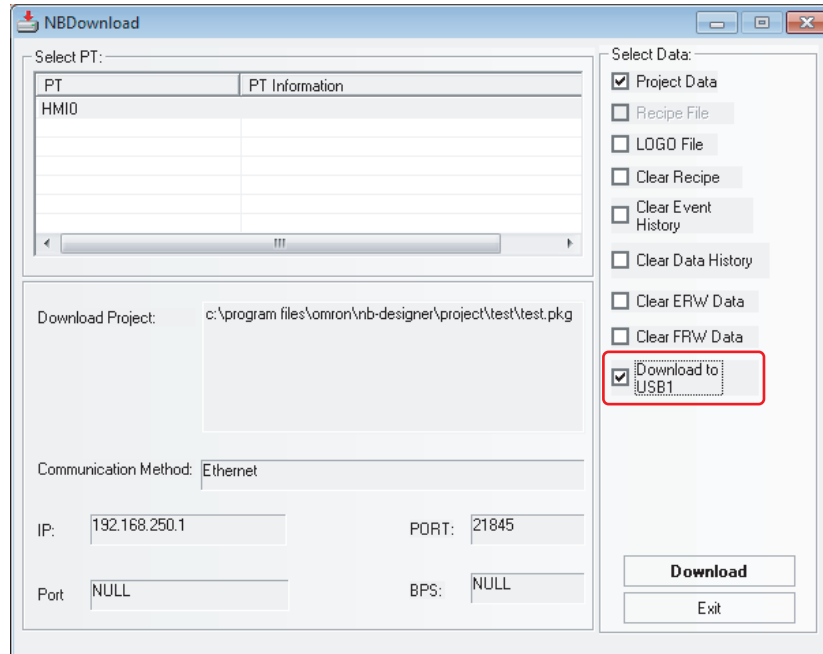 NBDownload
Select PT:
PT PT Information
HMI0
Download Project: c:\program files\omron\nb-designer\project\test\test.pkg
Communication Method: Ethernet
IP: 192.168.250.1 PORT: 21845
Port NULL BPS: NULL
Select Data:
Project Data
Recipe File
LOGO File
Clear Recipe
Clear Event
History
Clear Data History
Clear ERW Data
Clear FRW Data
Download to
USB1
Download
Exit